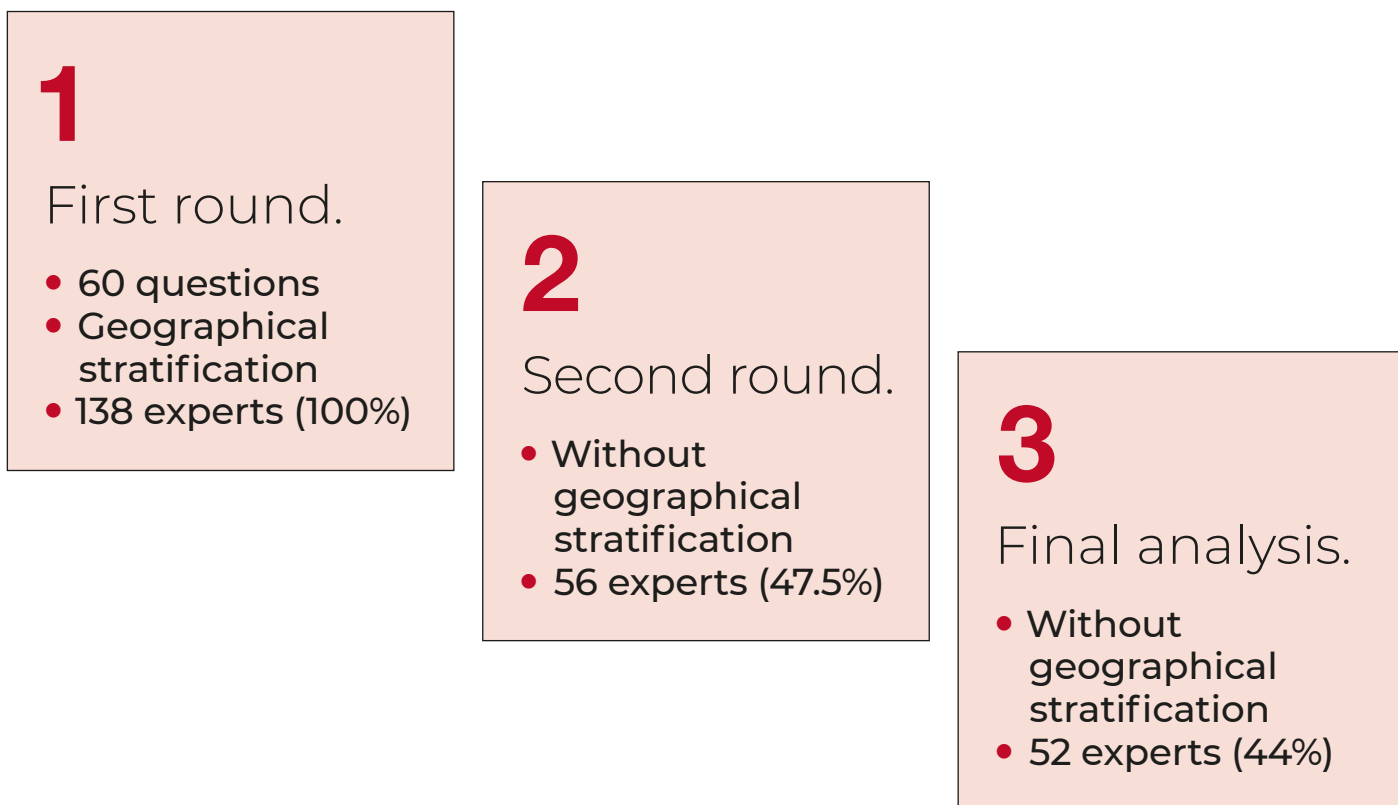 1
First round.
• 60 questions
• Geographical
stratification
• 138 experts (100%)
2
Second round.
• Without
geographical
stratification
• 56 experts (47.5%)
3
Final analysis.
• Without
geographical
stratification
• 52 experts (44%)